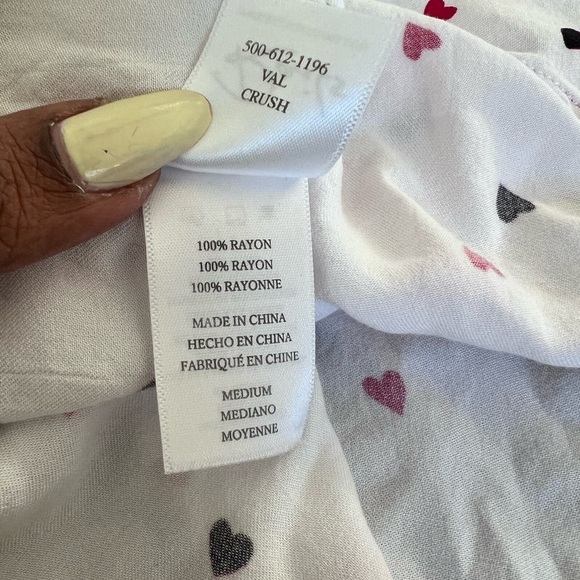 500-612-1196
VAL
CRUSH
100% RAYON
100% RAYON
100% RAYONNE
MADE IN CHINA
HECHO EN CHINA
FABRIQUÉ EN CHINE
MEDIUM
MEDIANO
MOYENNE